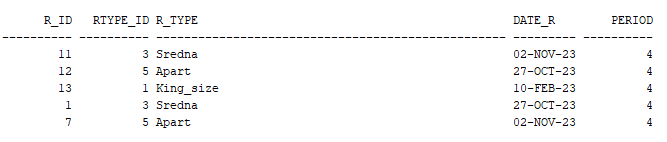 R_ID RTYPE_ID R_TYPE DATE_R PERIOD
---------- ---------- -------------------------------------------------- --------- ----------
11 3 Sredna 02-NOV-23 4
12 5 Apart 27-OCT-23 4
13 1 King_size 10-FEB-23 4
1 3 Sredna 27-OCT-23 4
7 5 Apart 02-NOV-23 4